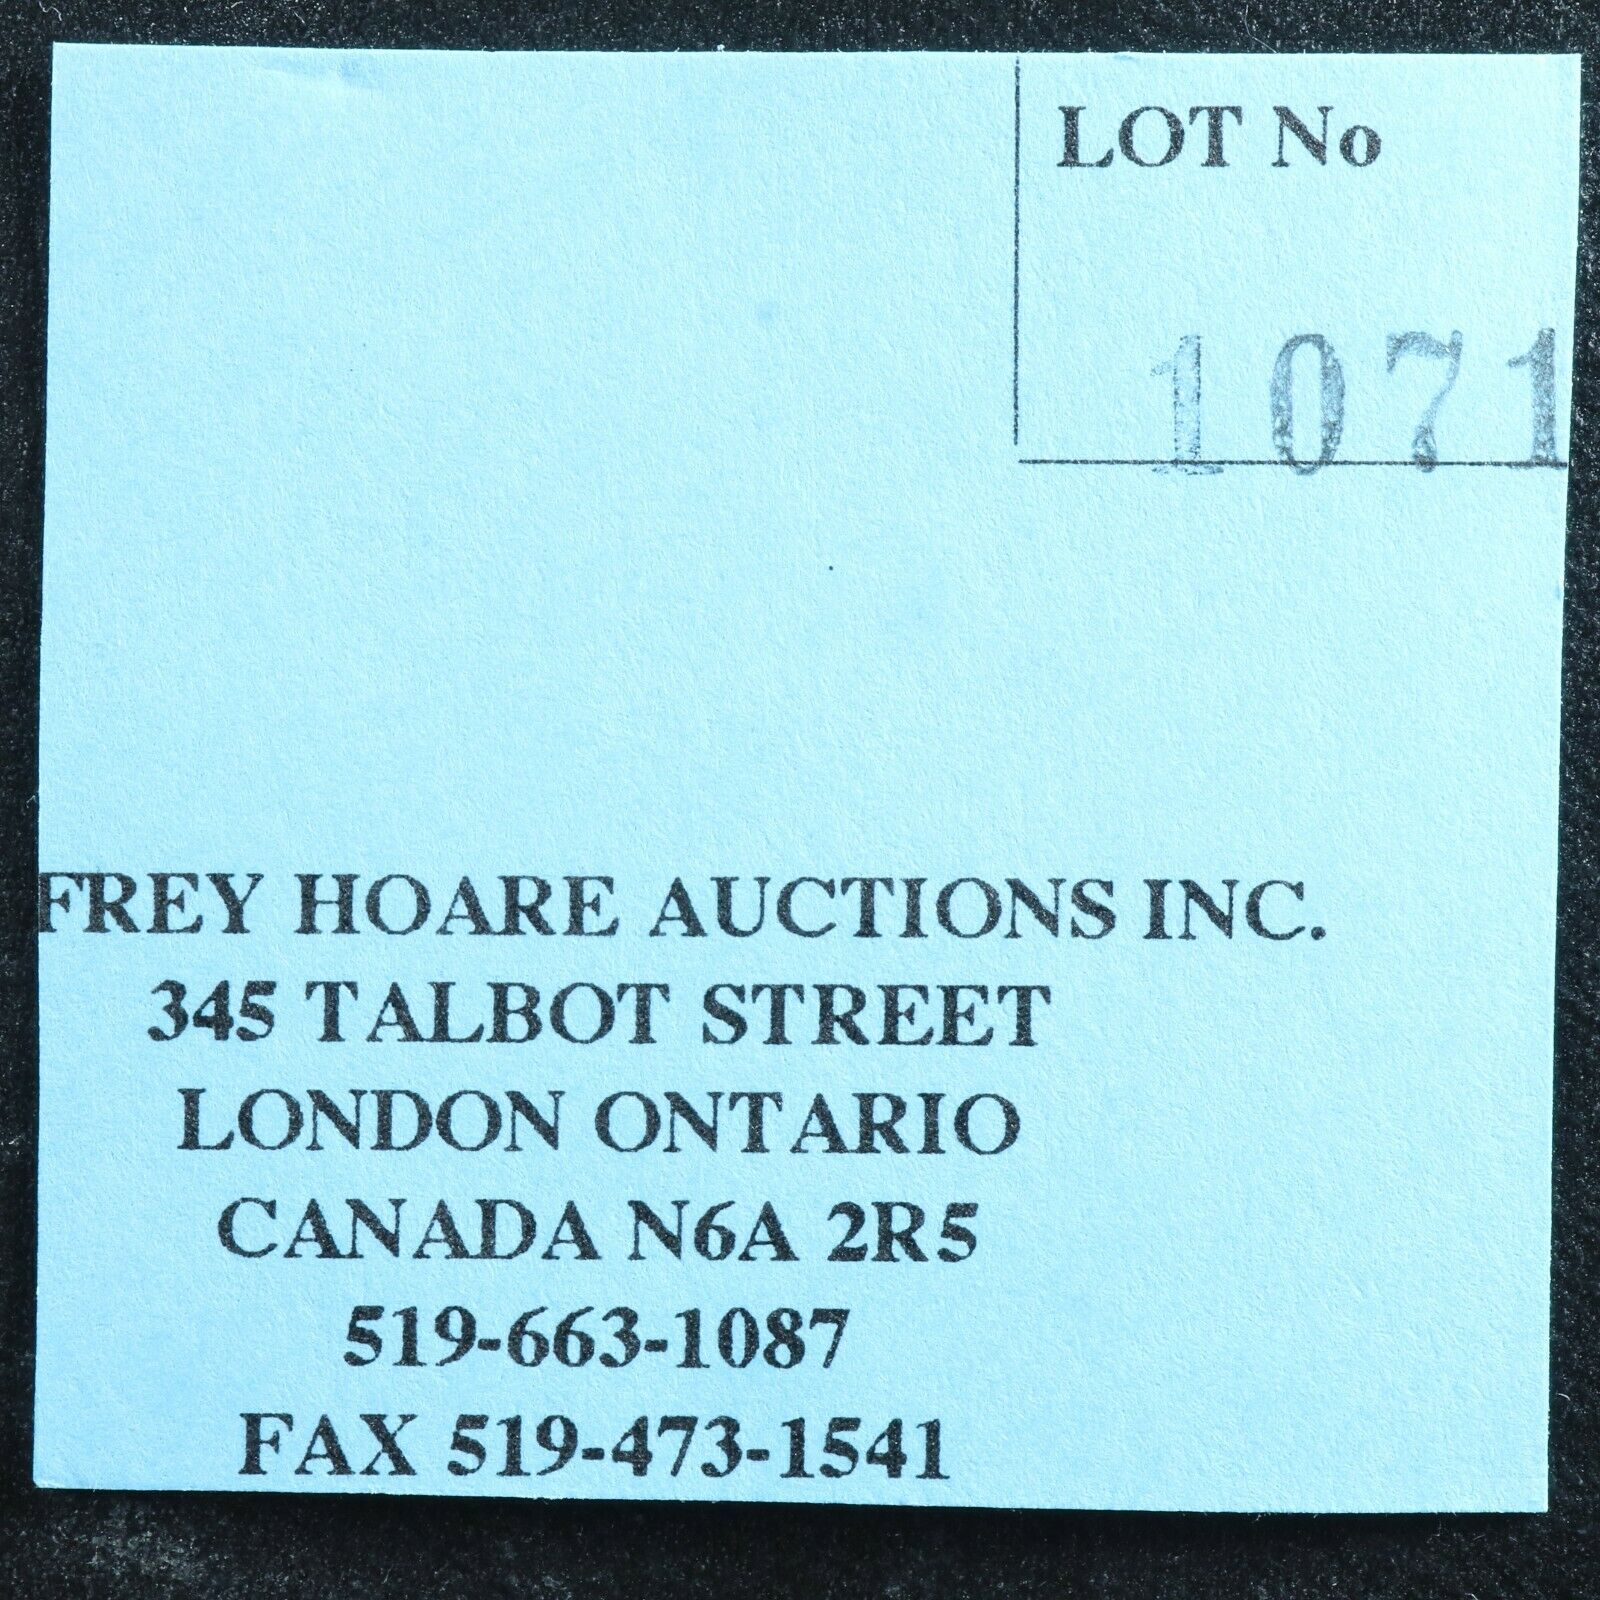 LOT No
1071
FREY HOARE AUCTIONS INC.
345 TALBOT STREET
LONDON ONTARIO
CANADA N6A 2R5
519-663-1087
FAX 519-473-1541